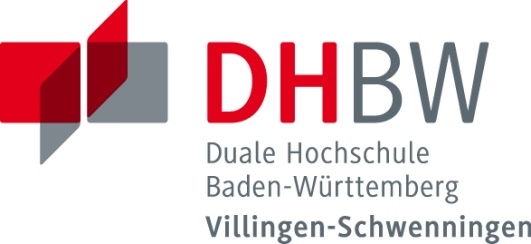 DHBW
Duale Hochschule
Baden-Württemberg
Villingen-Schwenningen